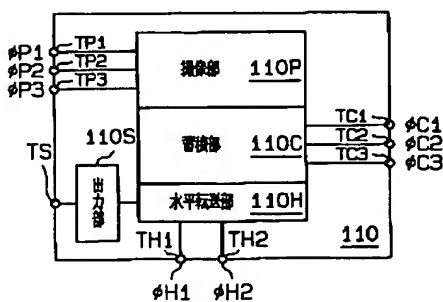 φP1 TP1
φP2 TP2
φP3 TP3
撮像部
110P
蓄積部
110C
TC1 φC1
TC2 φC2
TC3 φC3
110S
TS
出力部
水平転送部 110H
TH1 TH2
110
φH1 φH2